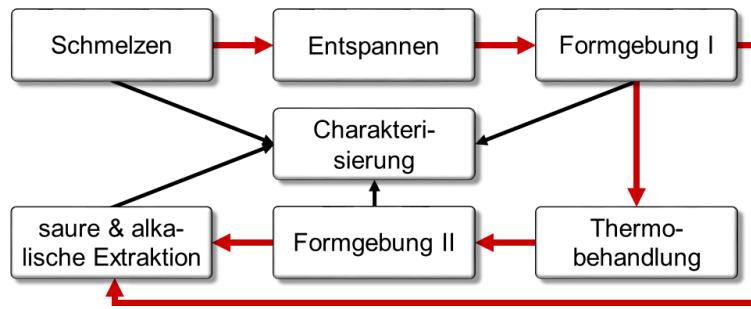 Schmelzen
Entspannen
Formgebung I
Charakteri-
sierung
saure & alka-
lische Extraktion
Formgebung II
Thermo-
behandlung